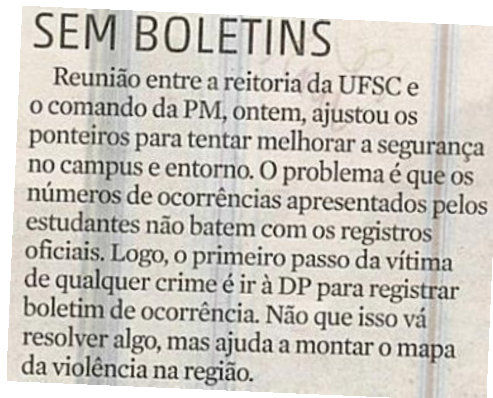 SEM BOLETINS
Reunião entre a reitoria da UFSC e
o comando da PM, ontem, ajustou os
ponteiros para tentar melhorar a segurança
no campus e entorno. O problema é que os
números de ocorrências apresentados pelos
estudantes não batem com os registros
oficiais. Logo, o primeiro passo da vítima
de qualquer crime é ir à DP para registrar
boletim de ocorrência. Não que isso vá
resolver algo, mas ajuda a montar o mapa
da violência na região.